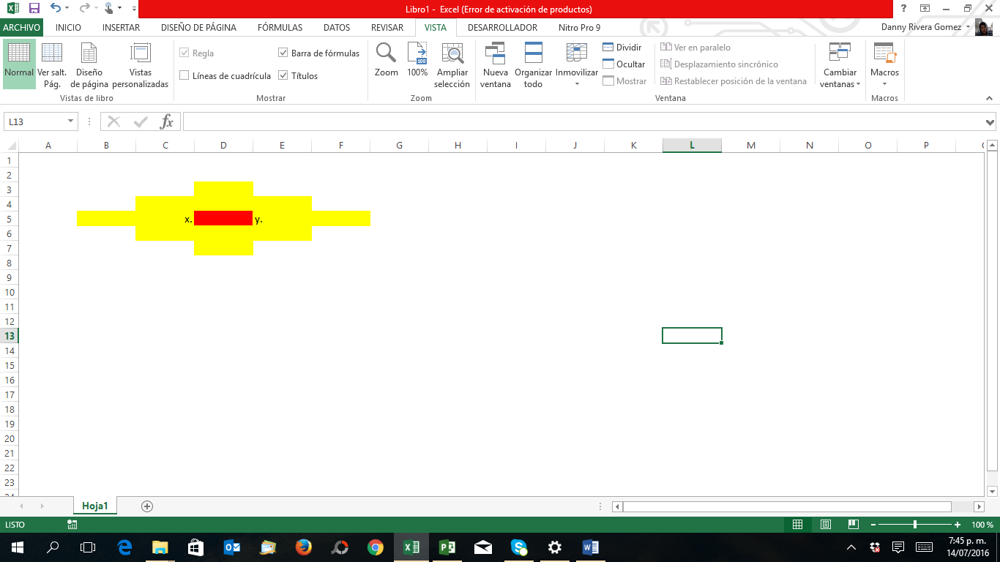 Libro1 - Excel (Error de activación de productos)
?
ARCHIVO INICIO INSERTAR DISEÑO DE PÁGINA FÓRMULAS DATOS REVISAR VISTA DESARROLLADOR Nitro Pro 9 Danny Rivera Gomez
Normal
Ver salt. Pág.
Diseño de página
Vistas personalizadas
Vistas de libro
Regla
Barra de fórmulas
Líneas de cuadrícula
Títulos
Mostrar
Zoom
100%
Ampliar selección
Zoom
Nueva ventana
Organizar todo
Inmovilizar
Dividir
Ocultar
Mostrar
Ver en paralelo
Desplazamiento sincrónico
Restablecer posición de la ventana
Cambiar ventanas
Ventana
Macros
Macros
L13
fx
A B C D E F G H I J K L M N O P
1
2
3
4
5 x. y.
6
7
8
9
10
11
12
13
14
15
16
17
18
19
20
21
22
23
Hoja1
LISTO
100 %
7:45 p. m.
14/07/2016